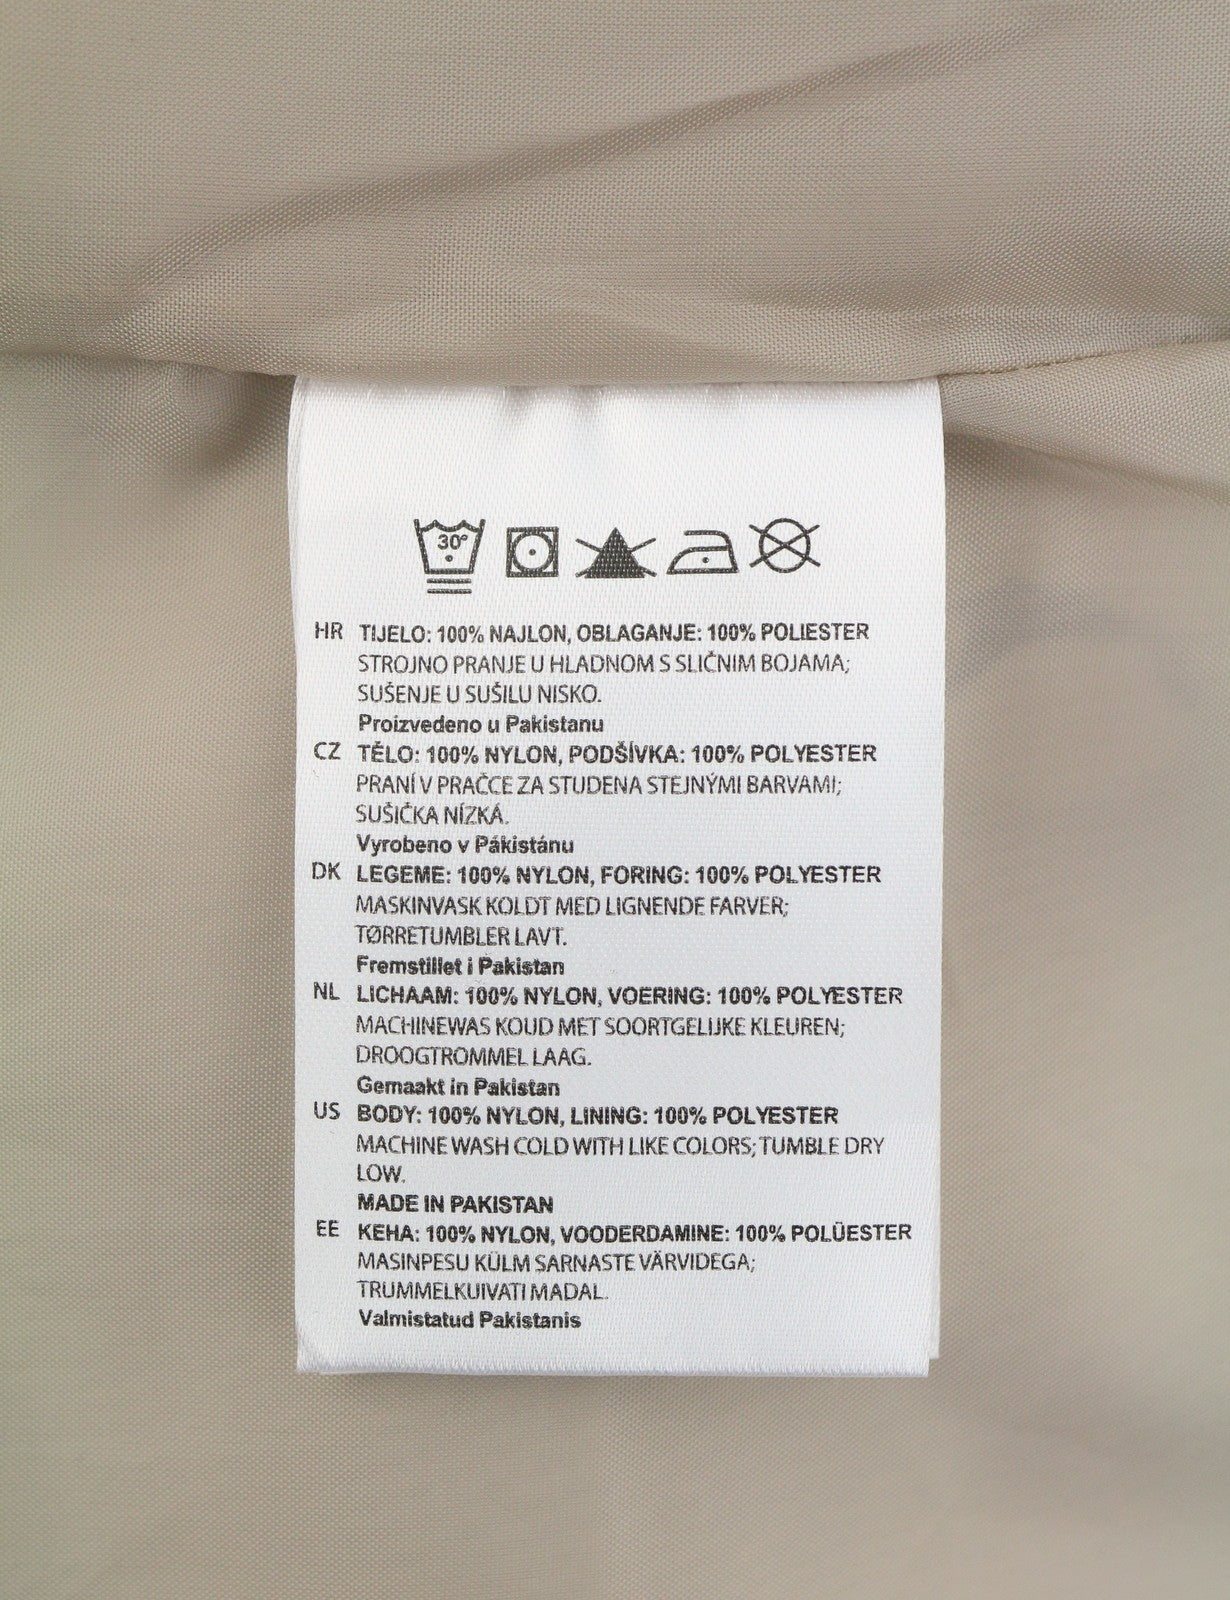 30°
HR TIJELO: 100% NAJLON, OBLAGANJE: 100% POLIESTER
STROJNO PRANJE U HLADNOM S SLIČNIM BOJAMA;
SUŠENJE U SUŠILU NISKO.
Proizvedeno u Pakistanu
CZ TĚLO: 100% NYLON, PODŠÍVKA: 100% POLYESTER
PRANÍ V PRAČCE ZA STUDENA STEJNÝMI BARVAMI;
SUŠIČKA NÍZKÁ.
Vyrobeno v Pákistánu
DK LEGEME: 100% NYLON, FORING: 100% POLYESTER
MASKINVASK KOLDT MED LIGNENDE FARVER;
TØRRETUMBLER LAVT.
Fremstillet i Pakistan
NL LICHAAM: 100% NYLON, VOERING: 100% POLYESTER
MACHINEWAS KOUD MET SOORTGELIJKE KLEUREN;
DROOGTROMMEL LAAG.
Gemaakt in Pakistan
US BODY: 100% NYLON, LINING: 100% POLYESTER
MACHINE WASH COLD WITH LIKE COLORS; TUMBLE DRY
LOW.
MADE IN PAKISTAN
EE KEHA: 100% NYLON, VOODERDAMINE: 100% POLÜESTER
MASINPESU KÜLM SARNASTE VÄRVIDEGA;
TRUMMELKUIVATI MADAL.
Valmistatud Pakistanis